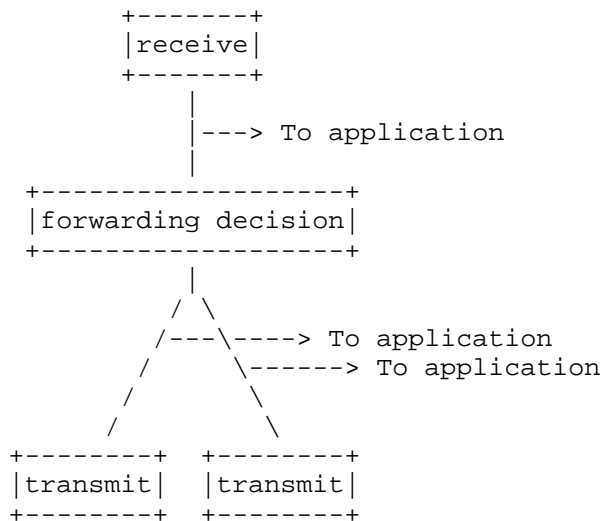 receive
To application
forwarding decision
To application
To application
transmit transmit